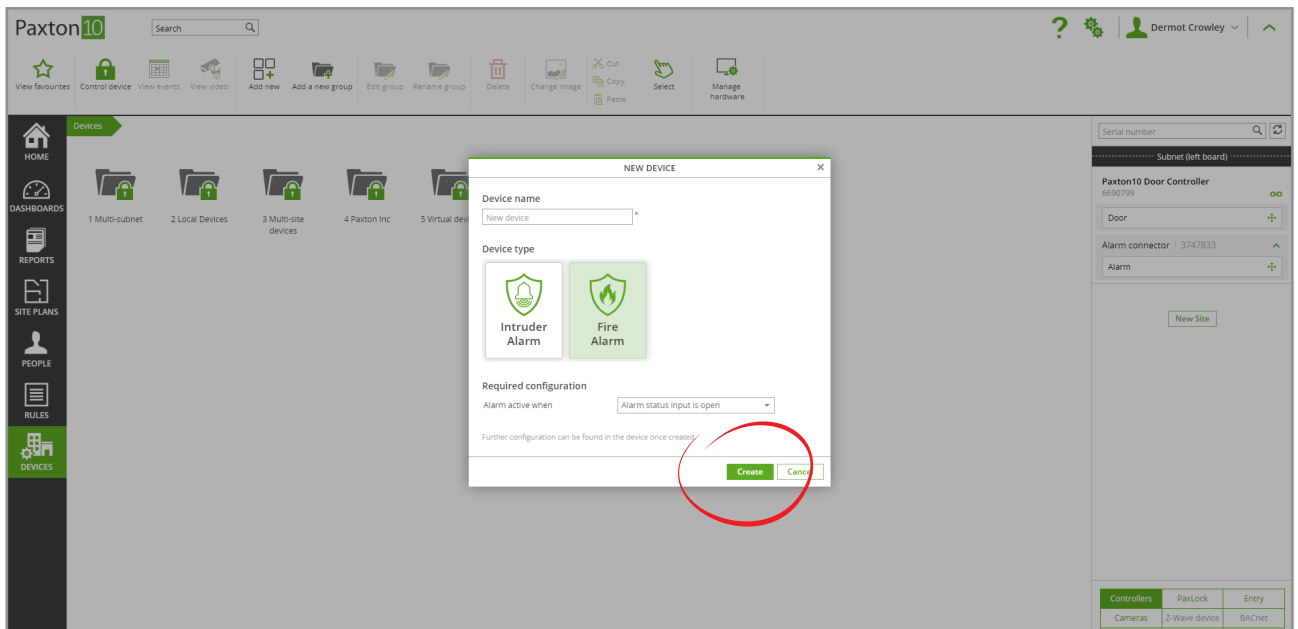 Paxton10
Search
Dermot Crowley
View favourites
Control device
View events
View video
Add new
Add a new group
Edit group
Rename group
Delete
Change image
Cut
Copy
Paste
Select
Manage
hardware
HOME
DASHBOARDS
REPORTS
SITE PLANS
PEOPLE
RULES
DEVICES
Devices
1 Multi-subnet
2 Local Devices
3 Multi-site
devices
4 Paxton Inc
5 Virtual dev
NEW DEVICE
Device name
New device
*
Device type
Intruder
Alarm
Fire
Alarm
Required configuration
Alarm active when
Alarm status input is open
Further configuration can be found in the device once created.
Create
Cancel
Serial number
Subnet (left board)
Paxton10 Door Controller
6690799
Door
Alarm connector | 3747833
Alarm
New Site
Controllers
PaxLock
Entry
Cameras
Z-Wave device
BACnet